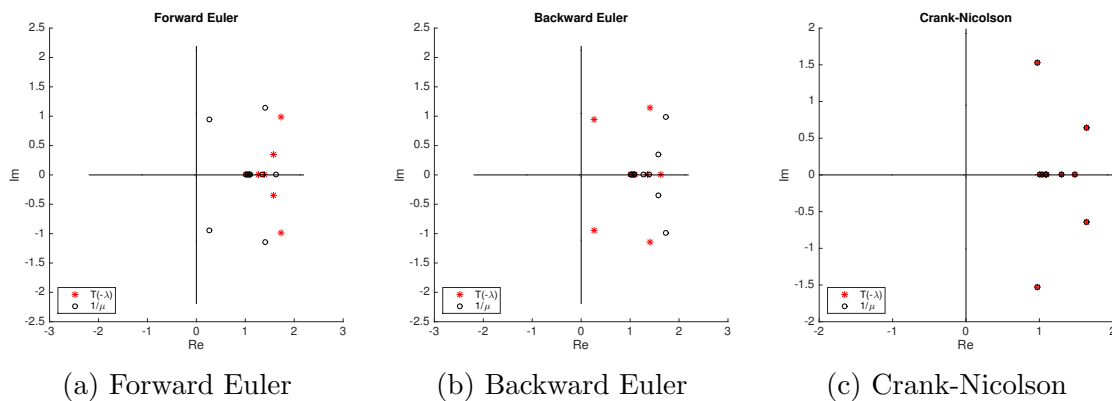 Forward Euler
2.5
2
1.5
1
0.5
0
-0.5
-1
-1.5
-2
-2.5
Im
-3 -2 -1 0 1 2 3
Re
T(-λ)
1/μ
(a) Forward Euler
Backward Euler
2.5
2
1.5
1
0.5
0
-0.5
-1
-1.5
-2
-2.5
Im
-3 -2 -1 0 1 2 3
Re
T(-λ)
1/μ
(b) Backward Euler
Crank-Nicolson
2
1.5
1
0.5
0
-0.5
-1
-1.5
-2
Im
-2 -1 0 1 2
Re
T(-λ)
1/μ
(c) Crank-Nicolson